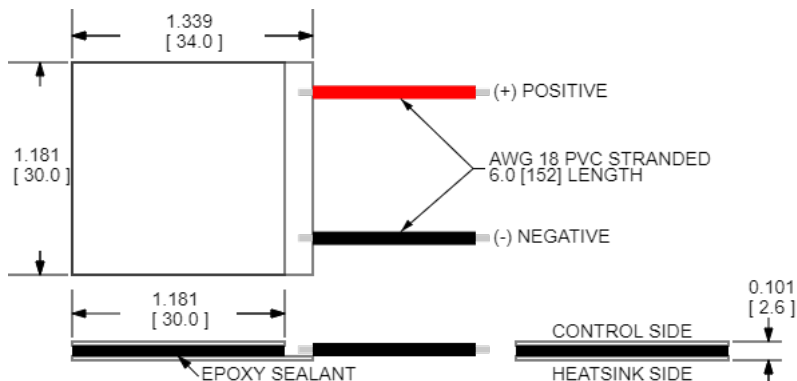 1.339
[ 34.0 ]
(+) POSITIVE
1.181
[ 30.0 ]
AWG 18 PVC STRANDED
6.0 [152] LENGTH
(-) NEGATIVE
1.181
[ 30.0 ]
0.101
[ 2.6 ]
CONTROL SIDE
EPOXY SEALANT
HEATSINK SIDE